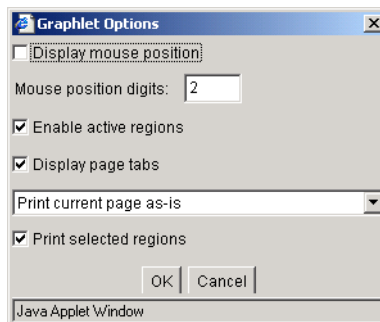 Graphlet Options
Display mouse position
Mouse position digits: 2
Enable active regions
Display page tabs
Print current page as-is
Print selected regions
OK Cancel
Java Applet Window